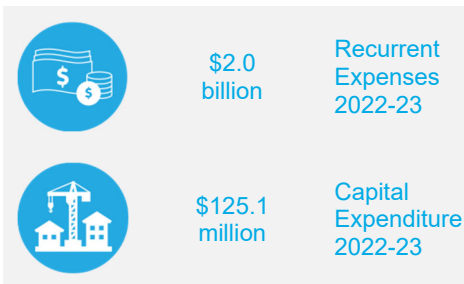 $2.0
billion
Recurrent
Expenses
2022-23
$125.1
million
Capital
Expenditure
2022-23